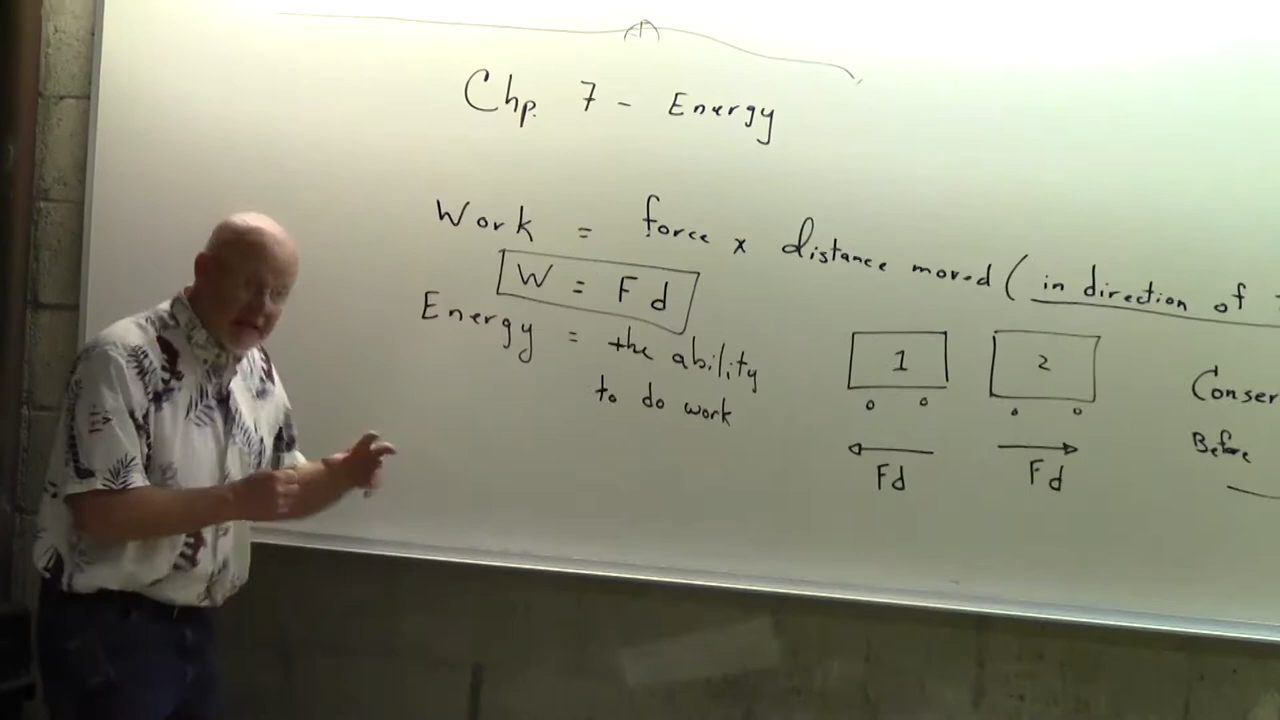 Chp. 7 - Energy
Work = force x distance moved (in direction of
W = Fd
Energy = the ability
to do work
1 2
Fd Fd
Conser
Before